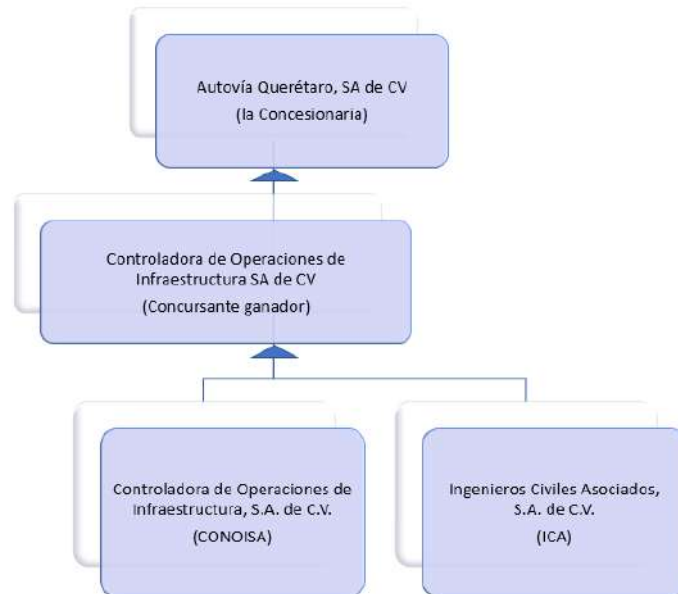 Autovía Querétaro, SA de CV
(la Concesionaria)
Controladora de Operaciones de
Infraestructura SA de CV
(Concursante ganador)
Controladora de Operaciones de
Infraestructura, S.A. de C.V.
(CONOISA)
Ingenieros Civiles Asociados,
S.A. de C.V.
(ICA)